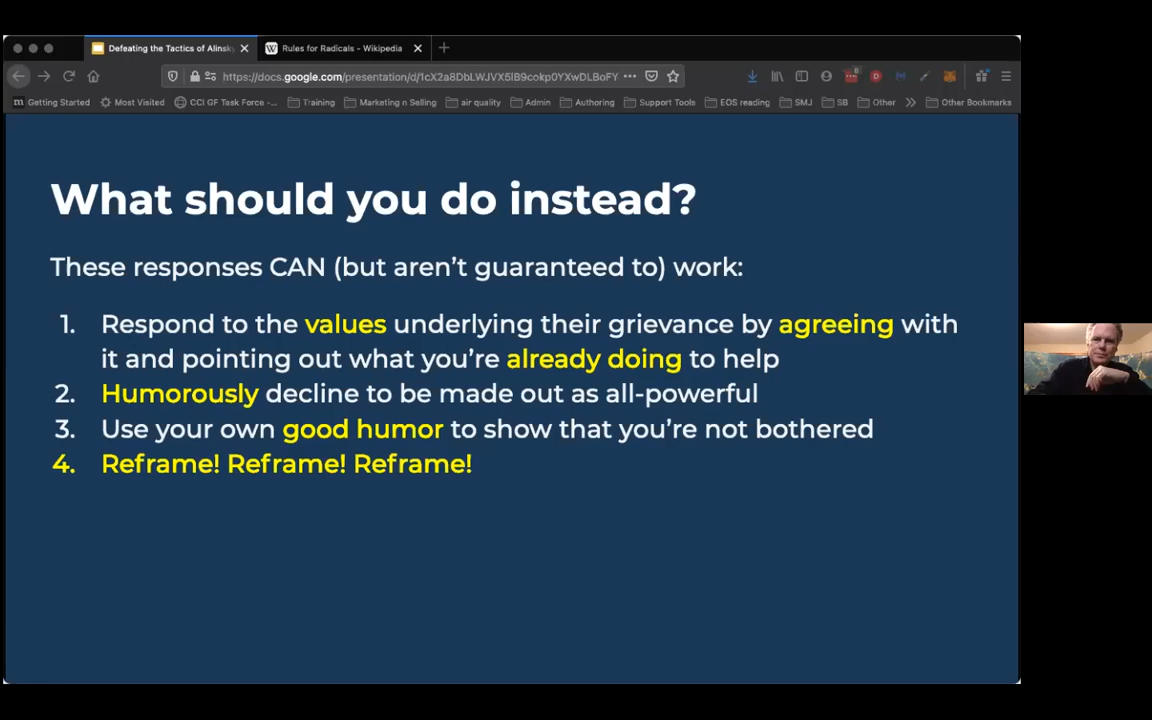 Defeating the Tactics of Alinsky
Rules for Radicals - Wikipedia
https://docs.google.com/presentation/d/1cX2a8DbLWJVX5lB9cokp0YXwDLBoFY
Getting Started Most Visited CCI GF Task Force -... Training Marketing n Selling air quality Admin Authoring Support Tools EOS reading SMJ SB Other Other Bookmarks
What should you do instead?
These responses CAN (but aren't guaranteed to) work:
1. Respond to the values underlying their grievance by agreeing with
it and pointing out what you're already doing to help
2. Humorously decline to be made out as all-powerful
3. Use your own good humor to show that you're not bothered
4. Reframe! Reframe! Reframe!